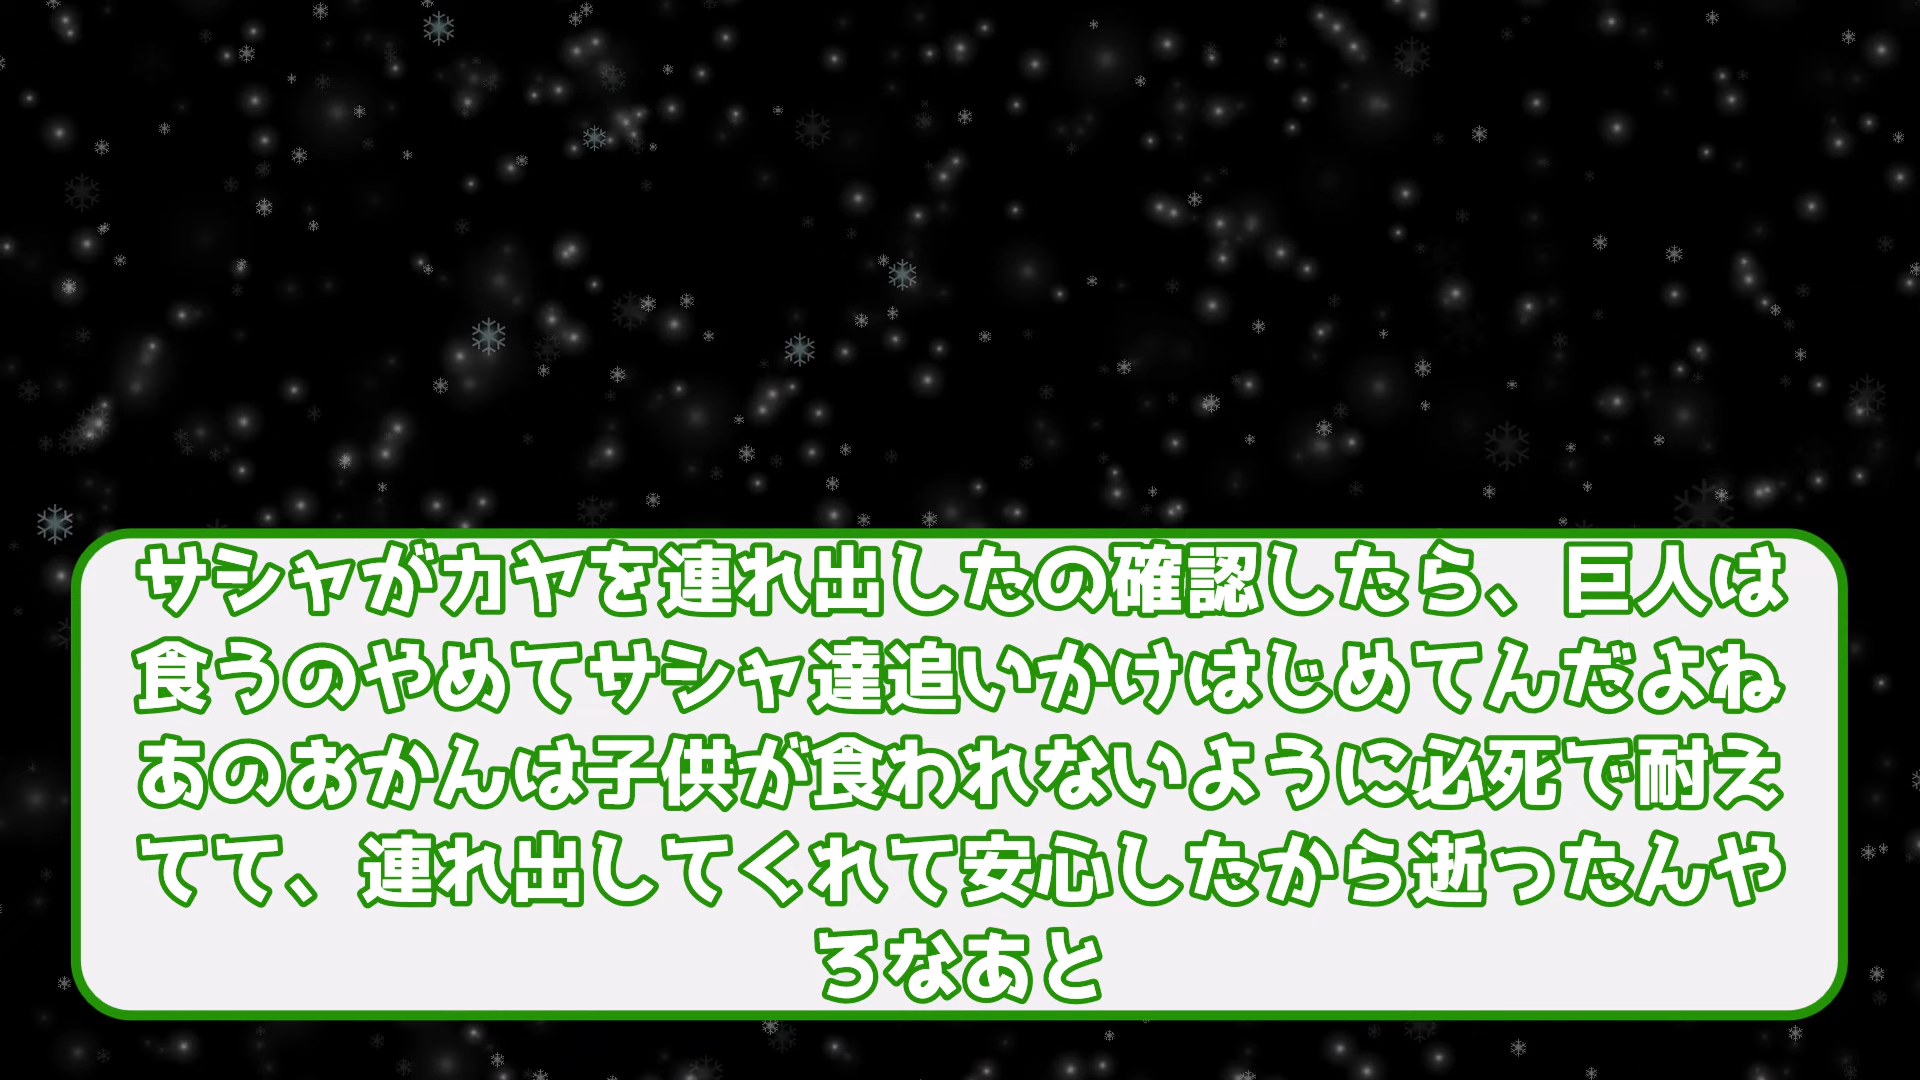 サシャがカヤを連れ出したの確認したら、巨人は
食うのやめてサシャ達追いかけはじめてんだよね
あのおかんは子供が食われないように必死で耐え
てて、連れ出してくれて安心したから逝ったんや
ろなあと